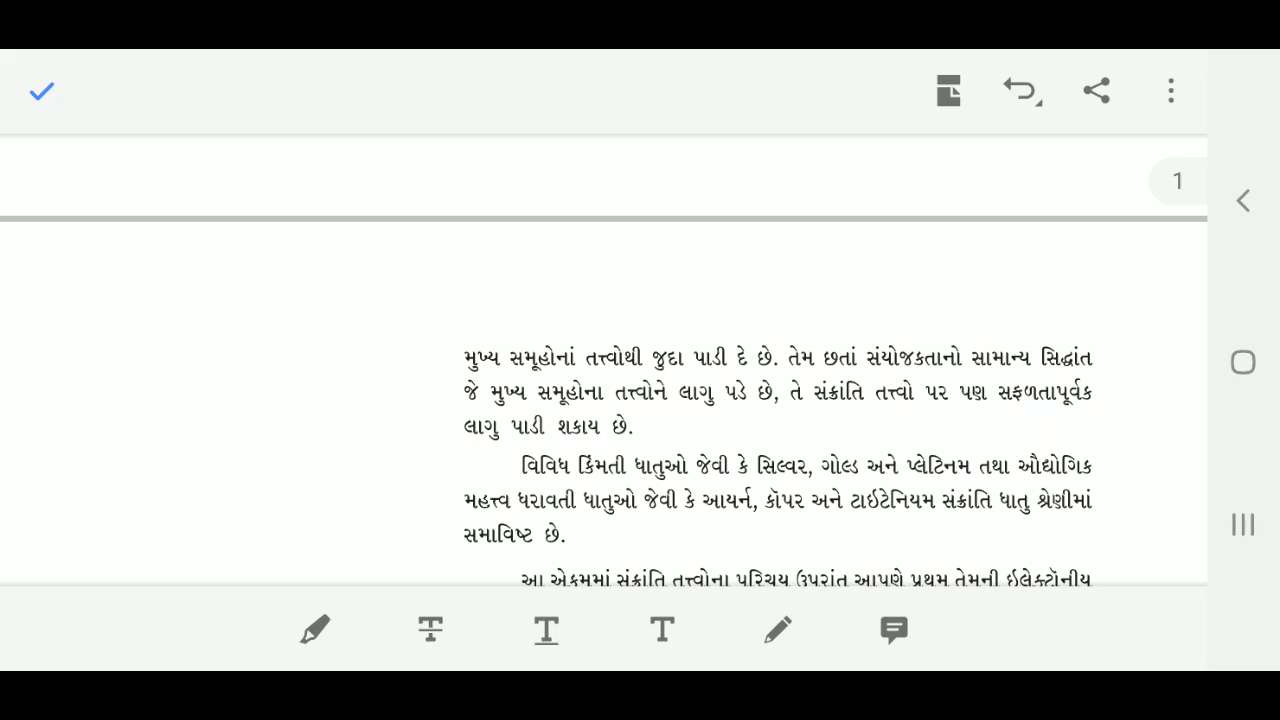 1
મુખ્ય સમૂહોનાં તત્ત્વોથી જુદા પાડી દે છે. તેમ છતાં સંયોજકતાનો સામાન્ય સિદ્ધાંત
જે મુખ્ય સમૂહોના તત્ત્વોને લાગુ પડે છે, તે સંક્રાંતિ તત્ત્વો પર પણ સફળતાપૂર્વક
લાગુ પાડી શકાય છે.
વિવિધ કિંમતી ધાતુઓ જેવી કે સિલ્વર, ગોલ્ડ અને પ્લેટિનમ તથા ઔદ્યોગિક
મહત્ત્વ ધરાવતી ધાતુઓ જેવી કે આયર્ન, કૉપર અને ટાઇટેનિયમ સંક્રાંતિ ધાતુ શ્રેણીમાં
સમાવિષ્ટ છે.
આ એકમમાં સંક્રાંતિ તત્ત્વોના પરિચય ઉપરાંત આપણે પ્રથમ તેમની ઇલેક્ટ્રૉનીય